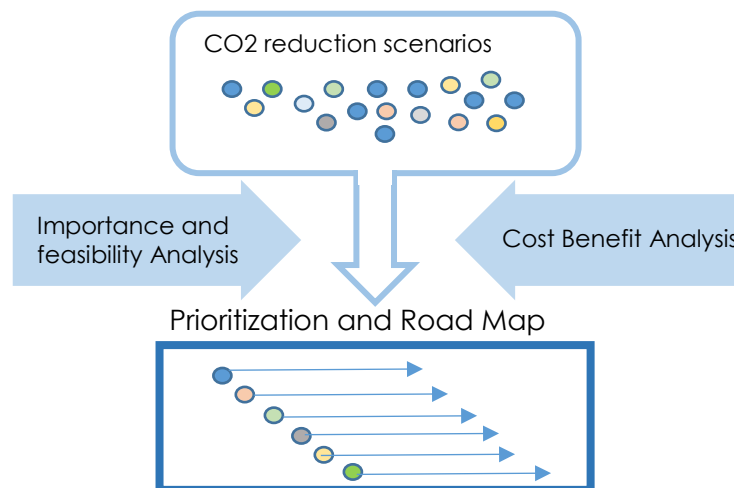 CO2 reduction scenarios
Importance and
feasibility Analysis
Cost Benefit Analysis
Prioritization and Road Map